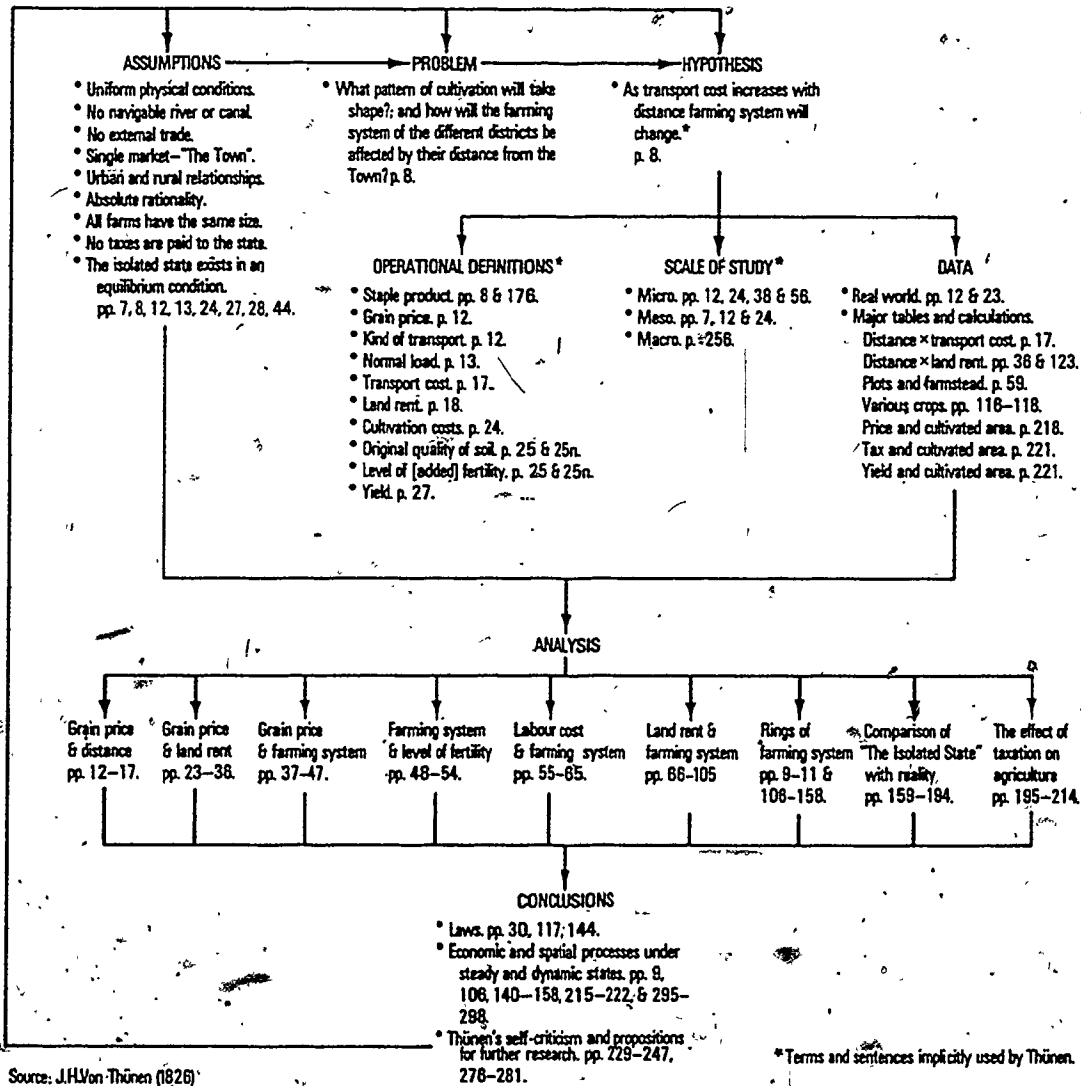 ASSUMPTIONS
* Uniform physical conditions.
* No navigable river or canal.
* No external trade.
* Single market—"The Town".
* Urban and rural relationships.
* Absolute rationality.
* All farms have the same size.
* No taxes are paid to the state.
* The isolated state exists in an
equilibrium condition.
pp. 7, 8, 12, 13, 24, 27, 28, 44.
PROBLEM
* What pattern of cultivation will take
shape?; and how will the farming
system of the different districts be
affected by their distance from the
Town? p. 8.
HYPOTHESIS
* As transport cost increases with
distance farming system will
change.*
p. 8.
OPERATIONAL DEFINITIONS*
* Staple product. pp. 8 & 176.
* Grain price. p. 12.
* Kind of transport. p. 12.
* Normal load. p. 13.
* Transport cost. p. 17.
* Land rent. p. 18.
* Cultivation costs. p. 24.
* Original quality of soil. p. 25 & 25n.
* Level of [added] fertility. p. 25 & 25n.
* Yield. p. 27.
SCALE OF STUDY*
* Micro. pp. 12, 24, 38 & 56.
* Meso. pp. 7, 12 & 24.
* Macro. p. 256.
DATA
* Real world. pp. 12 & 23.
* Major tables and calculations.
Distance × transport cost. p. 17.
Distance × land rent. pp. 36 & 123.
Plots and farmstead. p. 59.
Various crops. pp. 116–118.
Price and cultivated area. p. 218.
Tax and cultivated area. p. 221.
Yield and cultivated area. p. 221.
ANALYSIS
Grain price
& distance
pp. 12–17.
Grain price
& land rent
pp. 23–38.
Grain price
& farming system
pp. 37–47.
Farming system
& level of fertility
pp. 48–54.
Labour cost
& farming system
pp. 55–65.
Land rent &
farming system
pp. 66–105
Rings of
farming system
pp. 9–11 &
106–158.
Comparison of
"The Isolated State"
with reality
pp. 159–194.
The effect of
taxation on
agriculture
pp. 195–214.
CONCLUSIONS
* Laws. pp. 30, 117, 144.
* Economic and spatial processes under
steady and dynamic states. pp. 9,
106, 140–158, 215–222, & 295–
298.
* Thünen's self-criticism and propositions
for further research. pp. 229–247,
276–281.
*Terms and sentences implicitly used by Thünen.
Source: J.H.Von Thünen (1826)